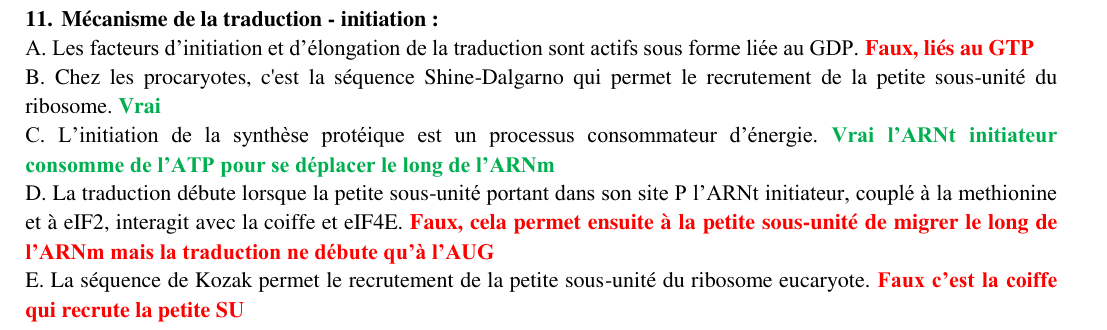 11. Mécanisme de la traduction - initiation :
A. Les facteurs d’initiation et d’élongation de la traduction sont actifs sous forme liée au GDP. Faux, liés au GTP
B. Chez les procaryotes, c'est la séquence Shine-Dalgarno qui permet le recrutement de la petite sous-unité du
ribosome. Vrai
C. L’initiation de la synthèse protéique est un processus consommateur d’énergie. Vrai l’ARNt initiateur
consomme de l’ATP pour se déplacer le long de l’ARNm
D. La traduction débute lorsque la petite sous-unité portant dans son site P l’ARNt initiateur, couplé à la methionine
et à eIF2, interagit avec la coiffe et eIF4E. Faux, cela permet ensuite à la petite sous-unité de migrer le long de
l’ARNm mais la traduction ne débute qu’à l’AUG
E. La séquence de Kozak permet le recrutement de la petite sous-unité du ribosome eucaryote. Faux c’est la coiffe
qui recrute la petite SU